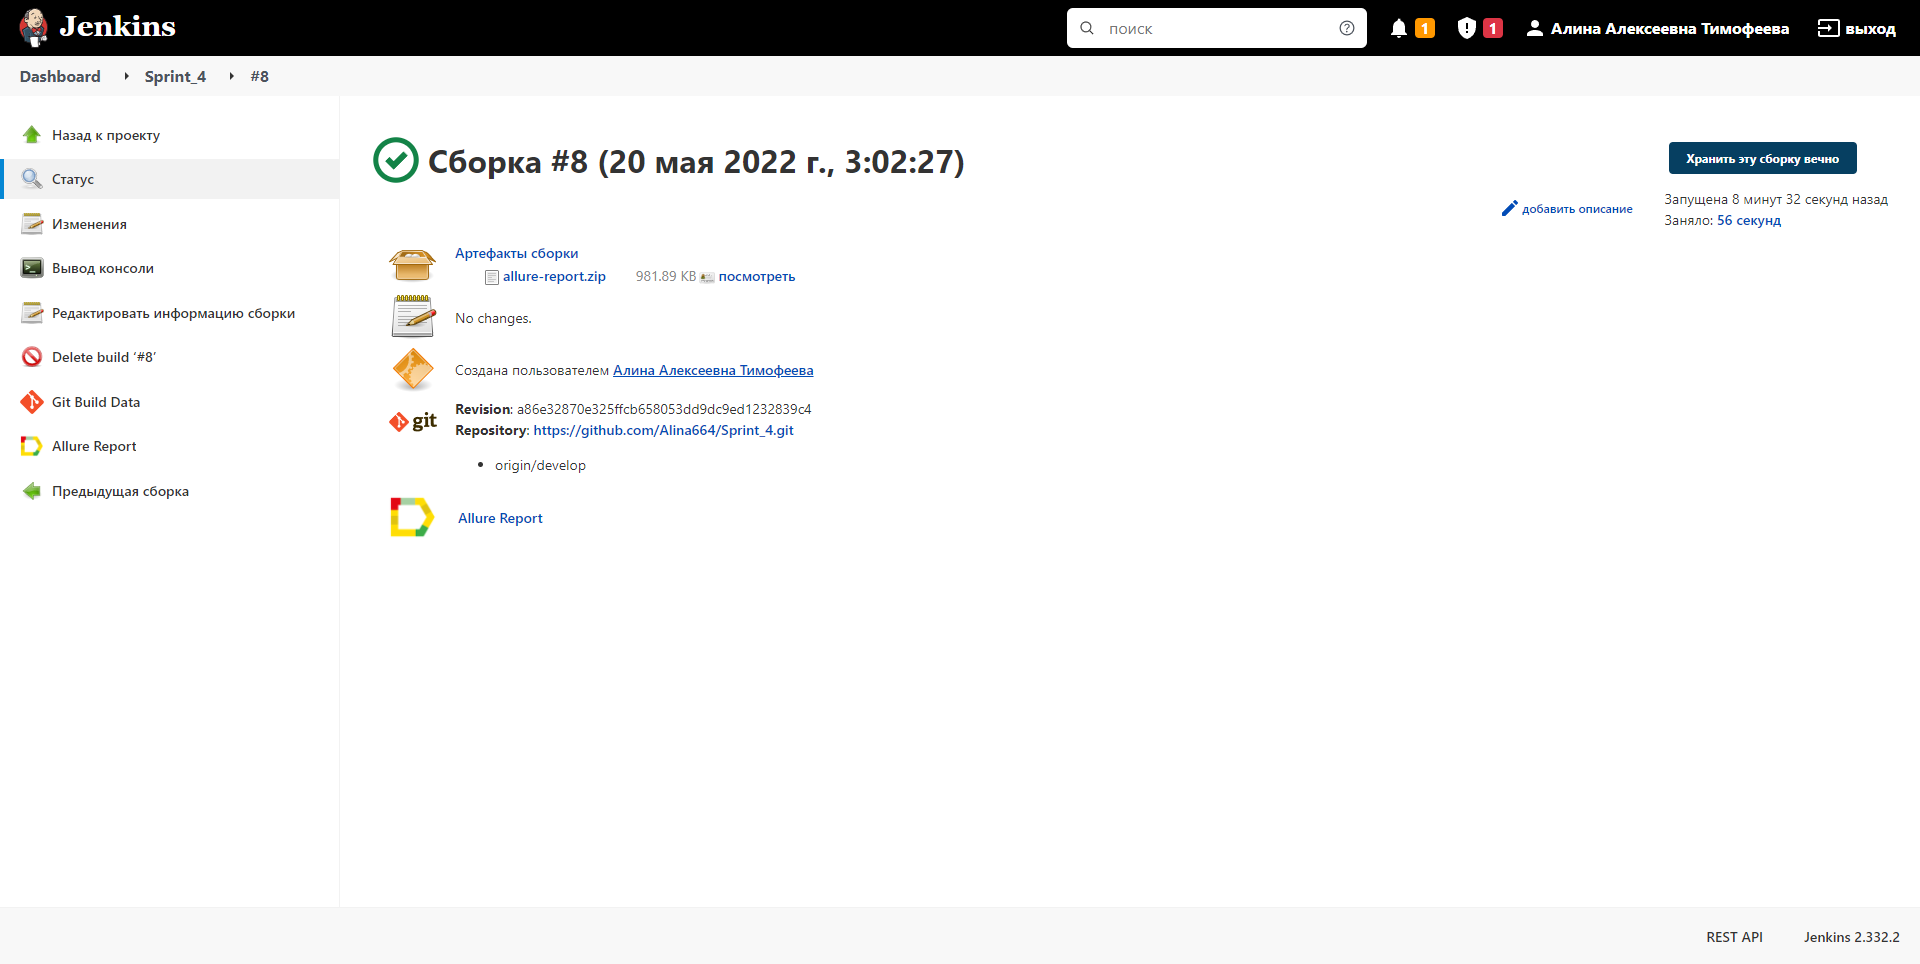 Jenkins
поиск
1
1
Алина Алексеевна Тимофеева
выход
Dashboard
Sprint_4
#8
Назад к проекту
Статус
Изменения
Вывод консоли
Редактировать информацию сборки
Delete build ‘#8’
Git Build Data
Allure Report
Предыдущая сборка
Сборка #8 (20 мая 2022 г., 3:02:27)
Хранить эту сборку вечно
добавить описание
Запущена 8 минут 32 секунд назад
Заняло: 56 секунд
Артефакты сборки
allure-report.zip 981.89 KB посмотреть
No changes.
Создана пользователем Алина Алексеевна Тимофеева
git
Revision: a86e32870e325ffcb658053dd9dc9ed1232839c4
Repository: https://github.com/Alina664/Sprint_4.git
origin/develop
Allure Report
REST API
Jenkins 2.332.2